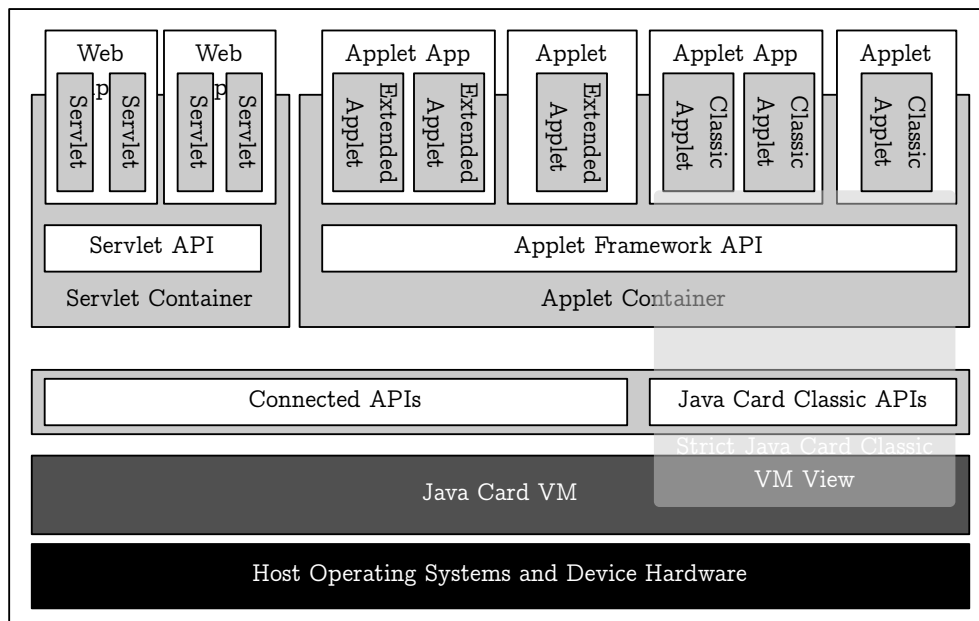 Web
Web
Applet App
Applet
Applet App
Applet
p
p
Servlet
Servlet
Servlet
Servlet
Extended
Applet
Extended
Applet
Extended
Applet
Classic
Applet
Classic
Applet
Classic
Applet
Servlet API
Applet Framework API
Servlet Container
Applet Container
Connected APIs
Java Card Classic APIs
Strict Java Card Classic
VM View
Java Card VM
Host Operating Systems and Device Hardware